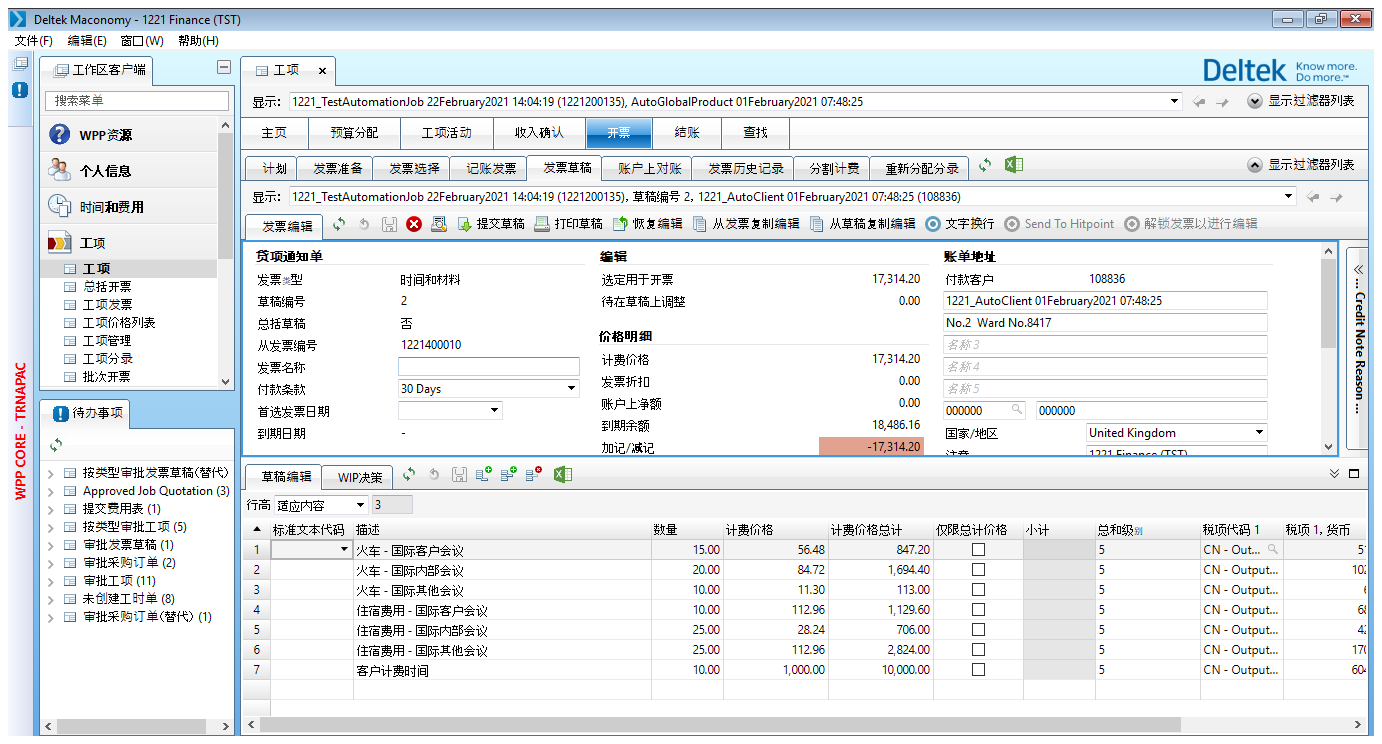 Deltek Maconomy - 1221 Finance (TST)
文件(F) 编辑(E) 窗口(W) 帮助(H)
WPP CORE - TRNAPAC
工作区客户端
搜索菜单
WPP资源
个人信息
时间和费用
工项
工项
总括开票
工项发票
工项价格列表
工项管理
工项分录
批次开票
待办事项
按类型审批发票草稿(替代)
Approved Job Quotation (3)
提交费用表 (1)
按类型审批工项 (5)
审批发票草稿 (1)
审批采购订单 (2)
审批工项 (11)
未创建工时单 (8)
审批采购订单(替代) (1)
工项
Deltek Know more. Do more.™
显示: 1221_TestAutomationJob 22February2021 14:04:19 (1221200135), AutoGlobalProduct 01February2021 07:48:25 显示过滤器列表
主页 预算分配 工项活动 收入确认 开票 结账 查找
计划 发票准备 发票选择 记账发票 发票草稿 账户上对账 发票历史记录 分割计费 重新分配分录 显示过滤器列表
显示: 1221_TestAutomationJob 22February2021 14:04:19 (1221200135), 草稿编号 2, 1221_AutoClient 01February2021 07:48:25 (108836)
发票编辑 提交草稿 打印草稿 恢复编辑 从发票复制编辑 从草稿复制编辑 文字换行 Send To Hitpoint 解锁发票以进行编辑
贷项通知单
发票类型 时间和材料
草稿编号 2
总括草稿 否
从发票编号 1221400010
发票名称
付款条款 30 Days
首选发票日期
到期日期 -
编辑
选定用于开票 17,314.20
待在草稿上调整 0.00
价格明细
计费价格 17,314.20
发票折扣 0.00
账户上净额 0.00
到期余额 18,486.16
加记/减记 -17,314.20
账单地址
付款客户 108836
1221_AutoClient 01February2021 07:48:25
No.2 Ward No.8417
名称 3
名称 4
名称 5
000000 000000
国家/地区 United Kingdom
注意 1221 Finance (TST)
... Credit Note Reason ...
草稿编辑 WIP决策
行高 适应内容 3
标准文本代码 描述 数量 计费价格 计费价格总计 仅限总计价格 小计 总和级别 税项代码 1 税项 1, 货币
1 火车 - 国际客户会议 15.00 56.48 847.20 5 CN - Out...
2 火车 - 国际内部会议 20.00 84.72 1,694.40 5 CN - Output...
3 火车 - 国际其他会议 10.00 11.30 113.00 5 CN - Output...
4 住宿费用 - 国际客户会议 10.00 112.96 1,129.60 5 CN - Output...
5 住宿费用 - 国际内部会议 25.00 28.24 706.00 5 CN - Output...
6 住宿费用 - 国际其他会议 25.00 112.96 2,824.00 5 CN - Output...
7 客户计费时间 10.00 1,000.00 10,000.00 5 CN - Output...